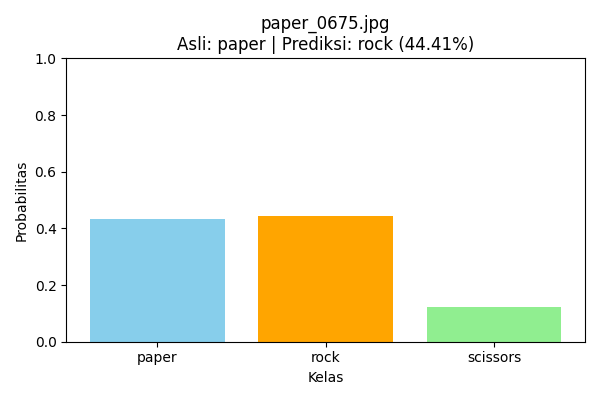 paper_0675.jpg
Asli: paper | Prediksi: rock (44.41%)
1.0
0.8
0.6
0.4
0.2
0.0
Probabilitas
paper rock scissors
Kelas